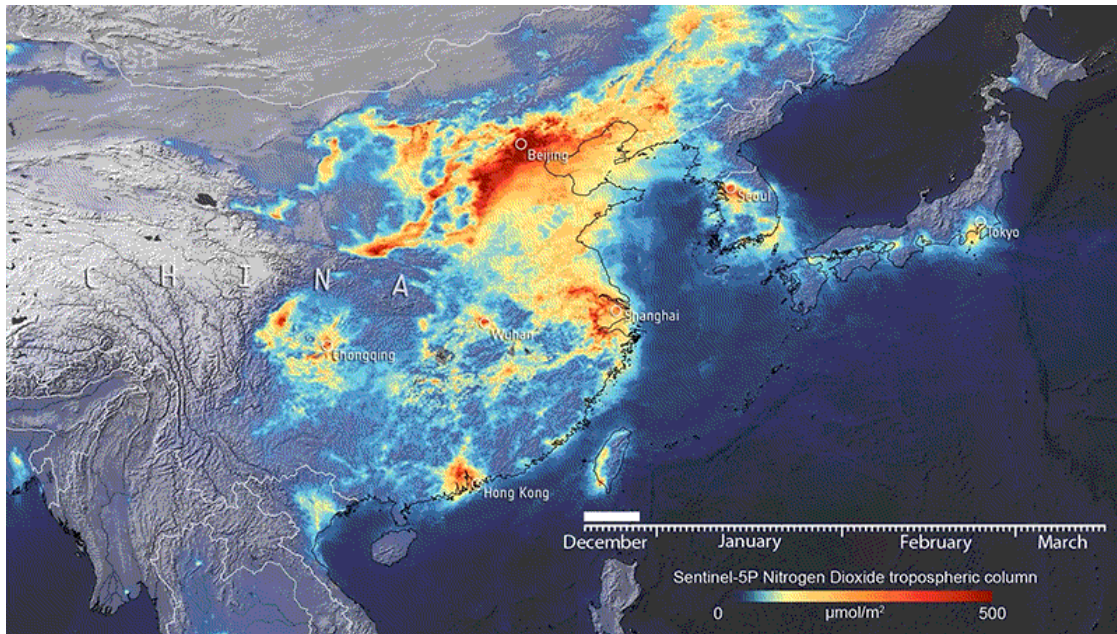 esa
Beijing
Seoul
Tokyo
C H I N A
Shanghai
Wuhan
Chongqing
Hong Kong
December January February March
Sentinel-5P Nitrogen Dioxide tropospheric column
0 µmol/m² 500